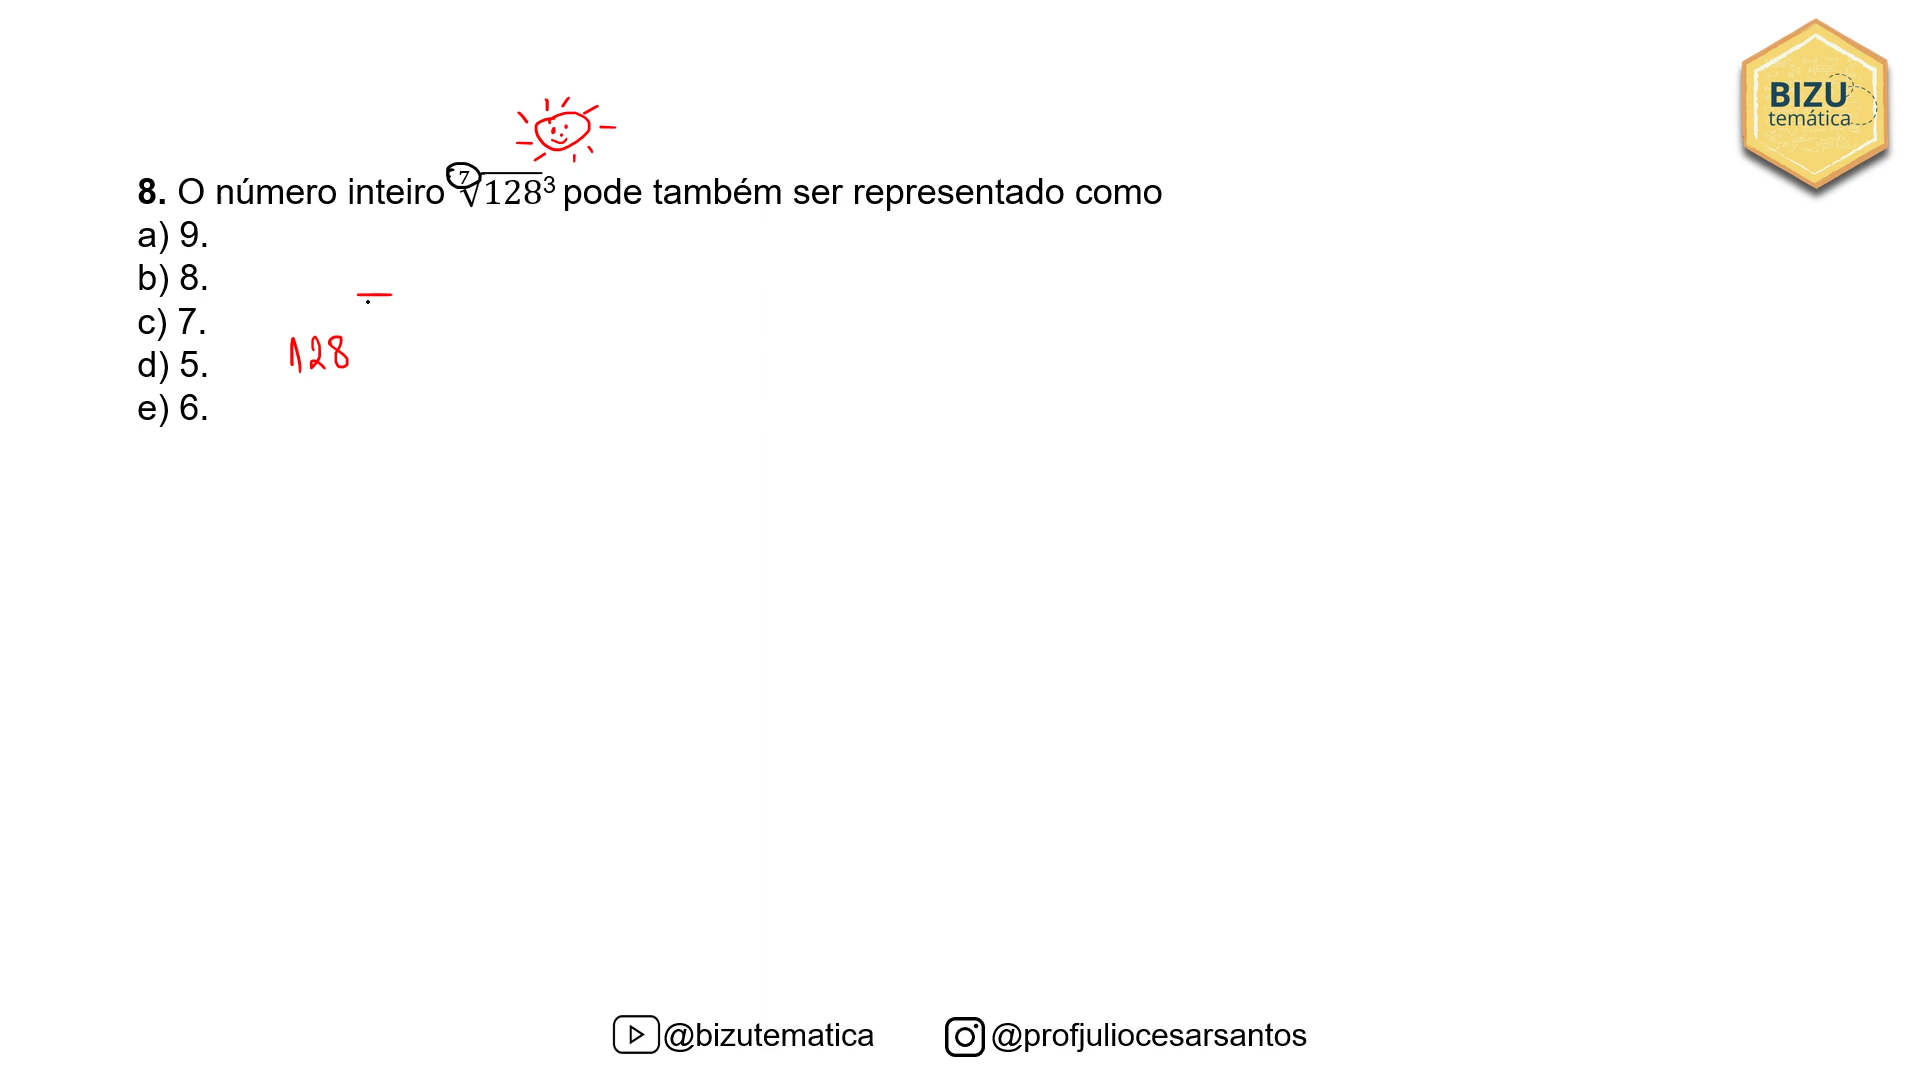 BIZU
temática
8. O número inteiro ⁷√128³ pode também ser representado como
a) 9.
b) 8.
c) 7.
d) 5.
e) 6.
128
@bizutematica @profjuliocesarsantos